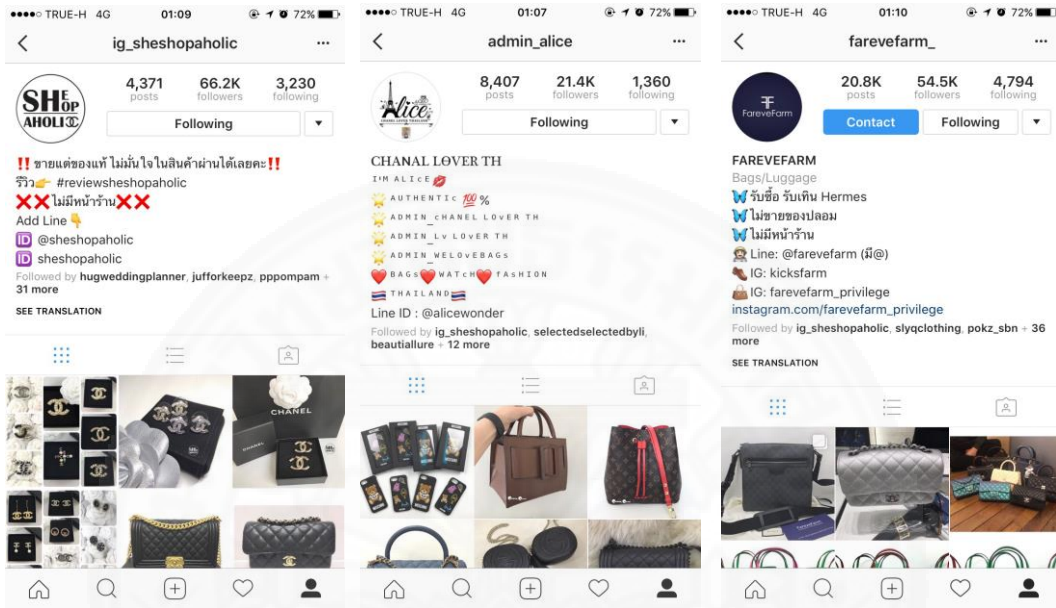 TRUE-H 4G 01:09 72%
ig_sheshopaholic
SHEOP
AHOLIC
4,371 66.2K 3,230
posts followers following
Following
‼️ ขายแต่ของแท้ ไม่มั่นใจในสินค้าผ่านได้เลยคะ‼️
รีวิว👉 #reviewsheshopaholic
❌❌ไม่มีหน้าร้าน❌❌
Add Line 👇
🆔 @sheshopaholic
🆔 sheshopaholic
Followed by hugweddingplanner, jufforkeepz, pppompam +
31 more
SEE TRANSLATION
CHANEL
TRUE-H 4G 01:07 72%
admin_alice
Alice
8,407 21.4K 1,360
posts followers following
Following
CHANAL LOVER TH
I'M ALIcE💋
🌟 AUTHENTIc 💯 %
🌟 ADMIN_cHANEL LOvER TH
🌟 ADMIN_Lv LOvER TH
🌟 ADMIN_WELOvEBAGs
❤️BAGs❤️WATcH❤️fAsHION
🇹🇭THAILAND🇹🇭
Line ID : @alicewonder
Followed by ig_sheshopaholic, selectedselectedbyli,
beautiallure + 12 more
TRUE-H 4G 01:10 72%
farevefarm_
FareveFarm
20.8K 54.5K 4,794
posts followers following
Contact Following
FAREVEFARM
Bags/Luggage
🦋 รับซื้อ รับเทิน Hermes
🦋 ไม่ขายของปลอม
🦋 ไม่มีหน้าร้าน
👰 Line: @farevefarm (มี@)
👠 IG: kicksfarm
👜 IG: farevefarm_privilege
instagram.com/farevefarm_privilege
Followed by ig_sheshopaholic, slyqclothing, pokz_sbn + 36
more
SEE TRANSLATION